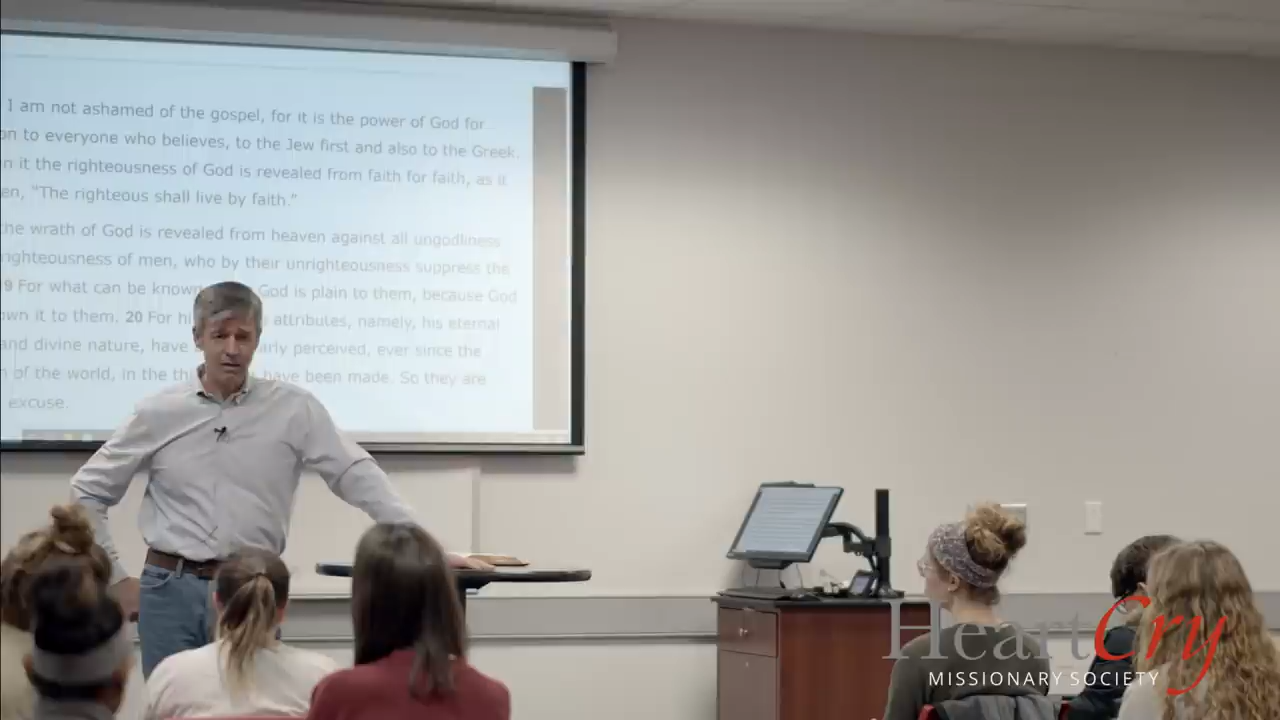 I am not ashamed of the gospel, for it is the power of God for
on to everyone who believes, to the Jew first and also to the Greek.
n it the righteousness of God is revealed from faith for faith, as it
en, "The righteous shall live by faith."
the wrath of God is revealed from heaven against all ungodliness
nrighteousness of men, who by their unrighteousness suppress the
9 For what can be known God is plain to them, because God
own it to them. 20 For hi attributes, namely, his eternal
and divine nature, have arly perceived, ever since the
n of the world, in the th have been made. So they are
excuse.
HeartCry
MISSIONARY SOCIETY